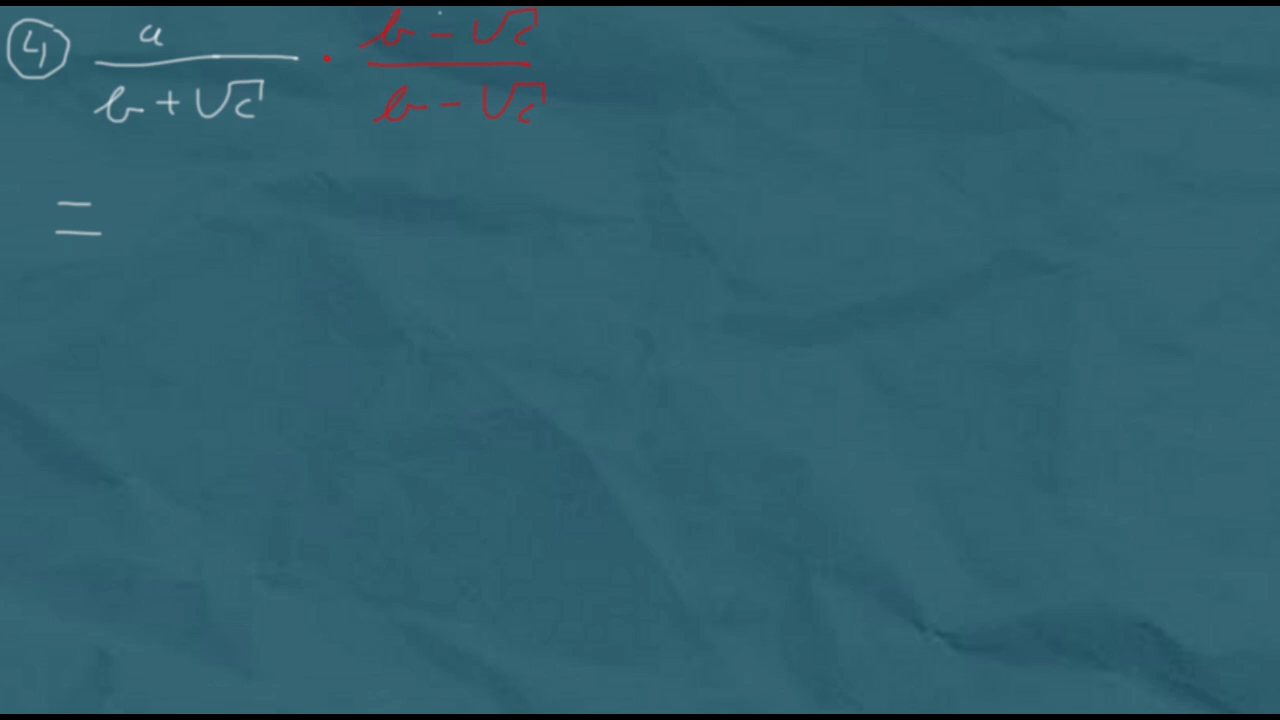 ④ a/(b+√c) · (b-√c)/(b-√c)
=